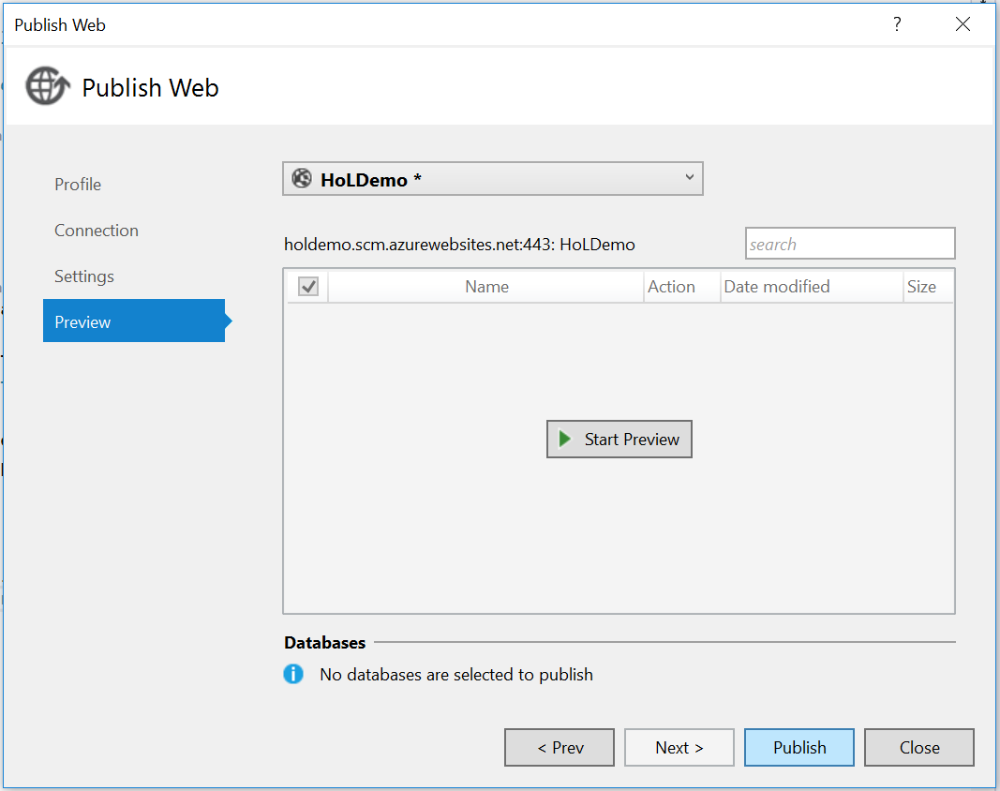 Publish Web
?
Publish Web
Profile
Connection
Settings
Preview
HoLDemo *
holdemo.scm.azurewebsites.net:443: HoLDemo
search
Name Action Date modified Size
Start Preview
Databases
No databases are selected to publish
< Prev Next > Publish Close